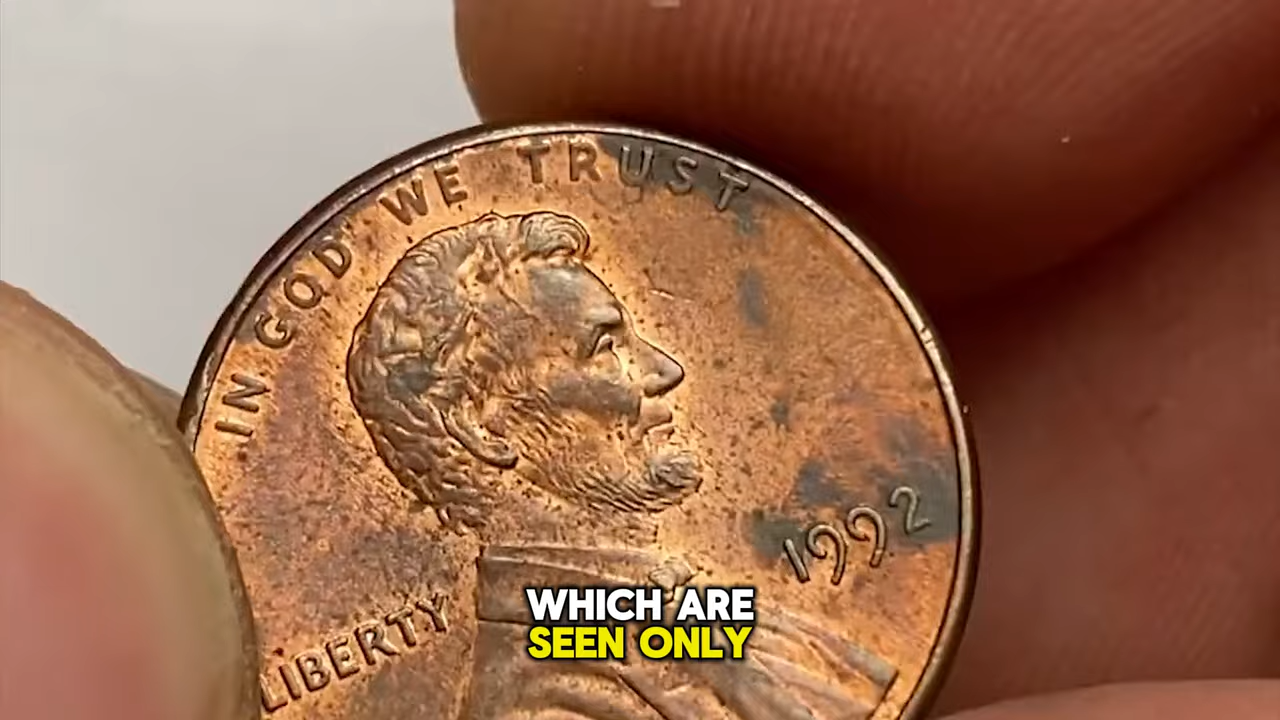 IN GOD WE TRUST
LIBERTY
1992
WHICH ARE
SEEN ONLY